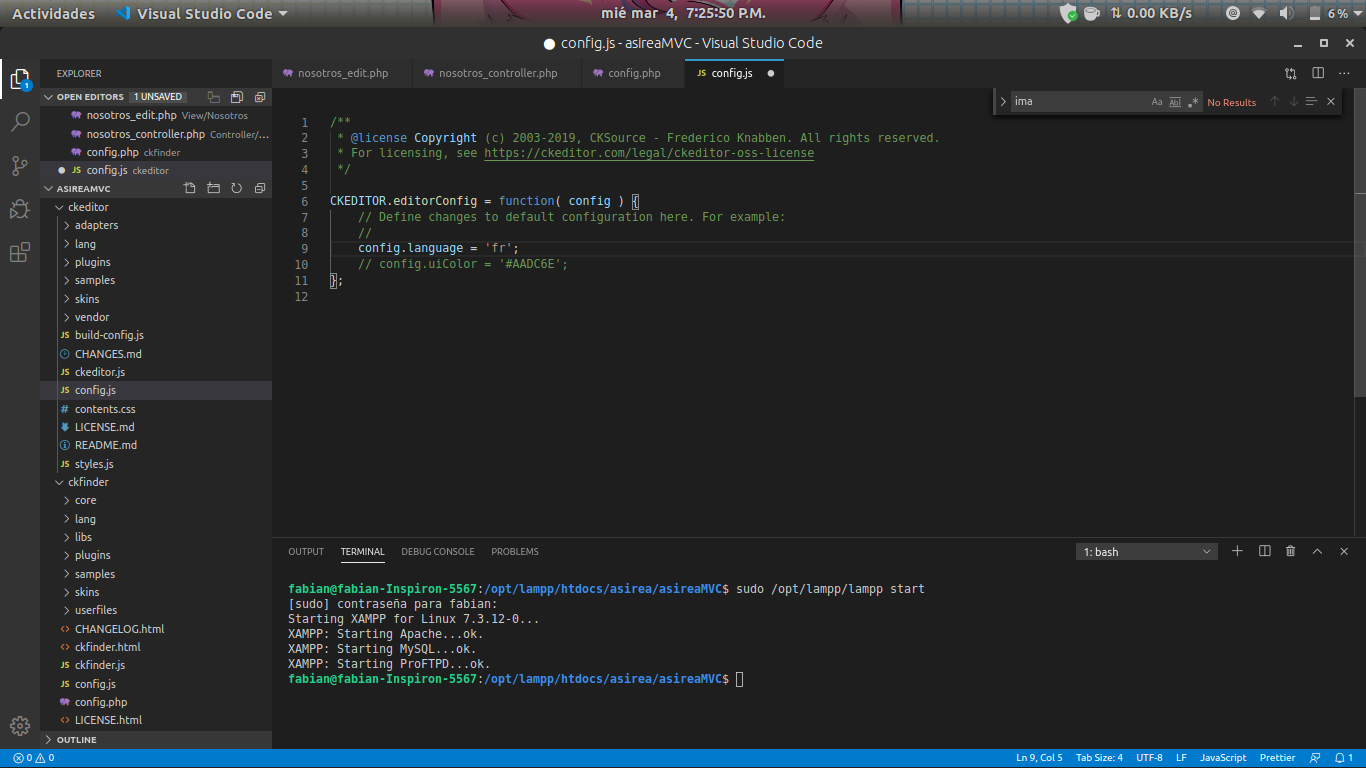 Actividades
Visual Studio Code
mié mar 4, 7:25:50 P.M.
0.00 KB/s
6 %
config.js - asireaMVC - Visual Studio Code
EXPLORER
nosotros_edit.php
nosotros_controller.php
config.php
JS config.js
OPEN EDITORS 1 UNSAVED
nosotros_edit.php View/Nosotros
nosotros_controller.php Controller/...
config.php ckfinder
JS config.js ckeditor
ASIREAMVC
ckeditor
adapters
lang
plugins
samples
skins
vendor
JS build-config.js
CHANGES.md
JS ckeditor.js
JS config.js
# contents.css
LICENSE.md
README.md
JS styles.js
ckfinder
core
lang
libs
plugins
samples
skins
userfiles
<> CHANGELOG.html
<> ckfinder.html
JS ckfinder.js
JS config.js
config.php
<> LICENSE.html
OUTLINE
ima
Aa Abl .* No Results
1 /**
2  * @license Copyright (c) 2003-2019, CKSource - Frederico Knabben. All rights reserved.
3  * For licensing, see https://ckeditor.com/legal/ckeditor-oss-license
4  */
5
6 CKEDITOR.editorConfig = function( config ) {
7     // Define changes to default configuration here. For example:
8     //
9     config.language = 'fr';
10     // config.uiColor = '#AADC6E';
11 };
12
OUTPUT TERMINAL DEBUG CONSOLE PROBLEMS
1: bash
fabian@fabian-Inspiron-5567:/opt/lampp/htdocs/asirea/asireaMVC$ sudo /opt/lampp/lampp start
[sudo] contraseña para fabian:
Starting XAMPP for Linux 7.3.12-0...
XAMPP: Starting Apache...ok.
XAMPP: Starting MySQL...ok.
XAMPP: Starting ProFTPD...ok.
fabian@fabian-Inspiron-5567:/opt/lampp/htdocs/asirea/asireaMVC$
0 0
Ln 9, Col 5
Tab Size: 4
UTF-8
LF
JavaScript
Prettier
1